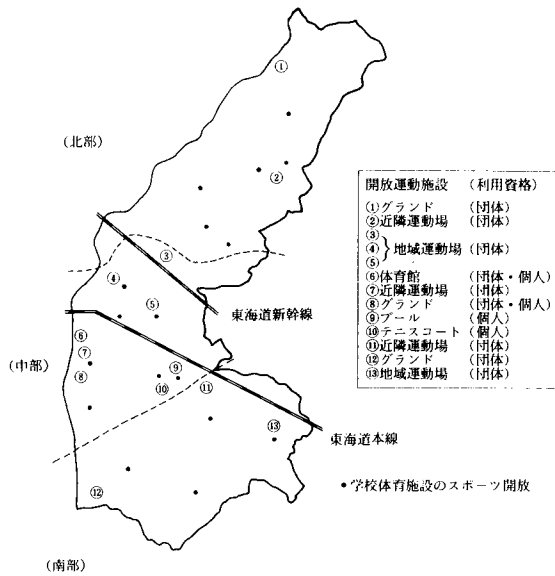 ①
(北部)
②
③
④
⑤
東海道新幹線
⑥
⑦
(中部)
⑧
⑨
⑩
⑪
⑬
東海道本線
⑫
(南部)
開放運動施設 (利用資格)
①グランド (団体)
②近隣運動場 (団体)
③
④}地域運動場 (団体)
⑤
⑥体育館 (団体・個人)
⑦近隣運動場 (団体)
⑧グランド (団体・個人)
⑨プール (個人)
⑩テニスコート (個人)
⑪近隣運動場 (団体)
⑫グランド (団体)
⑬地域運動場 (団体)
•学校体育施設のスポーツ開放